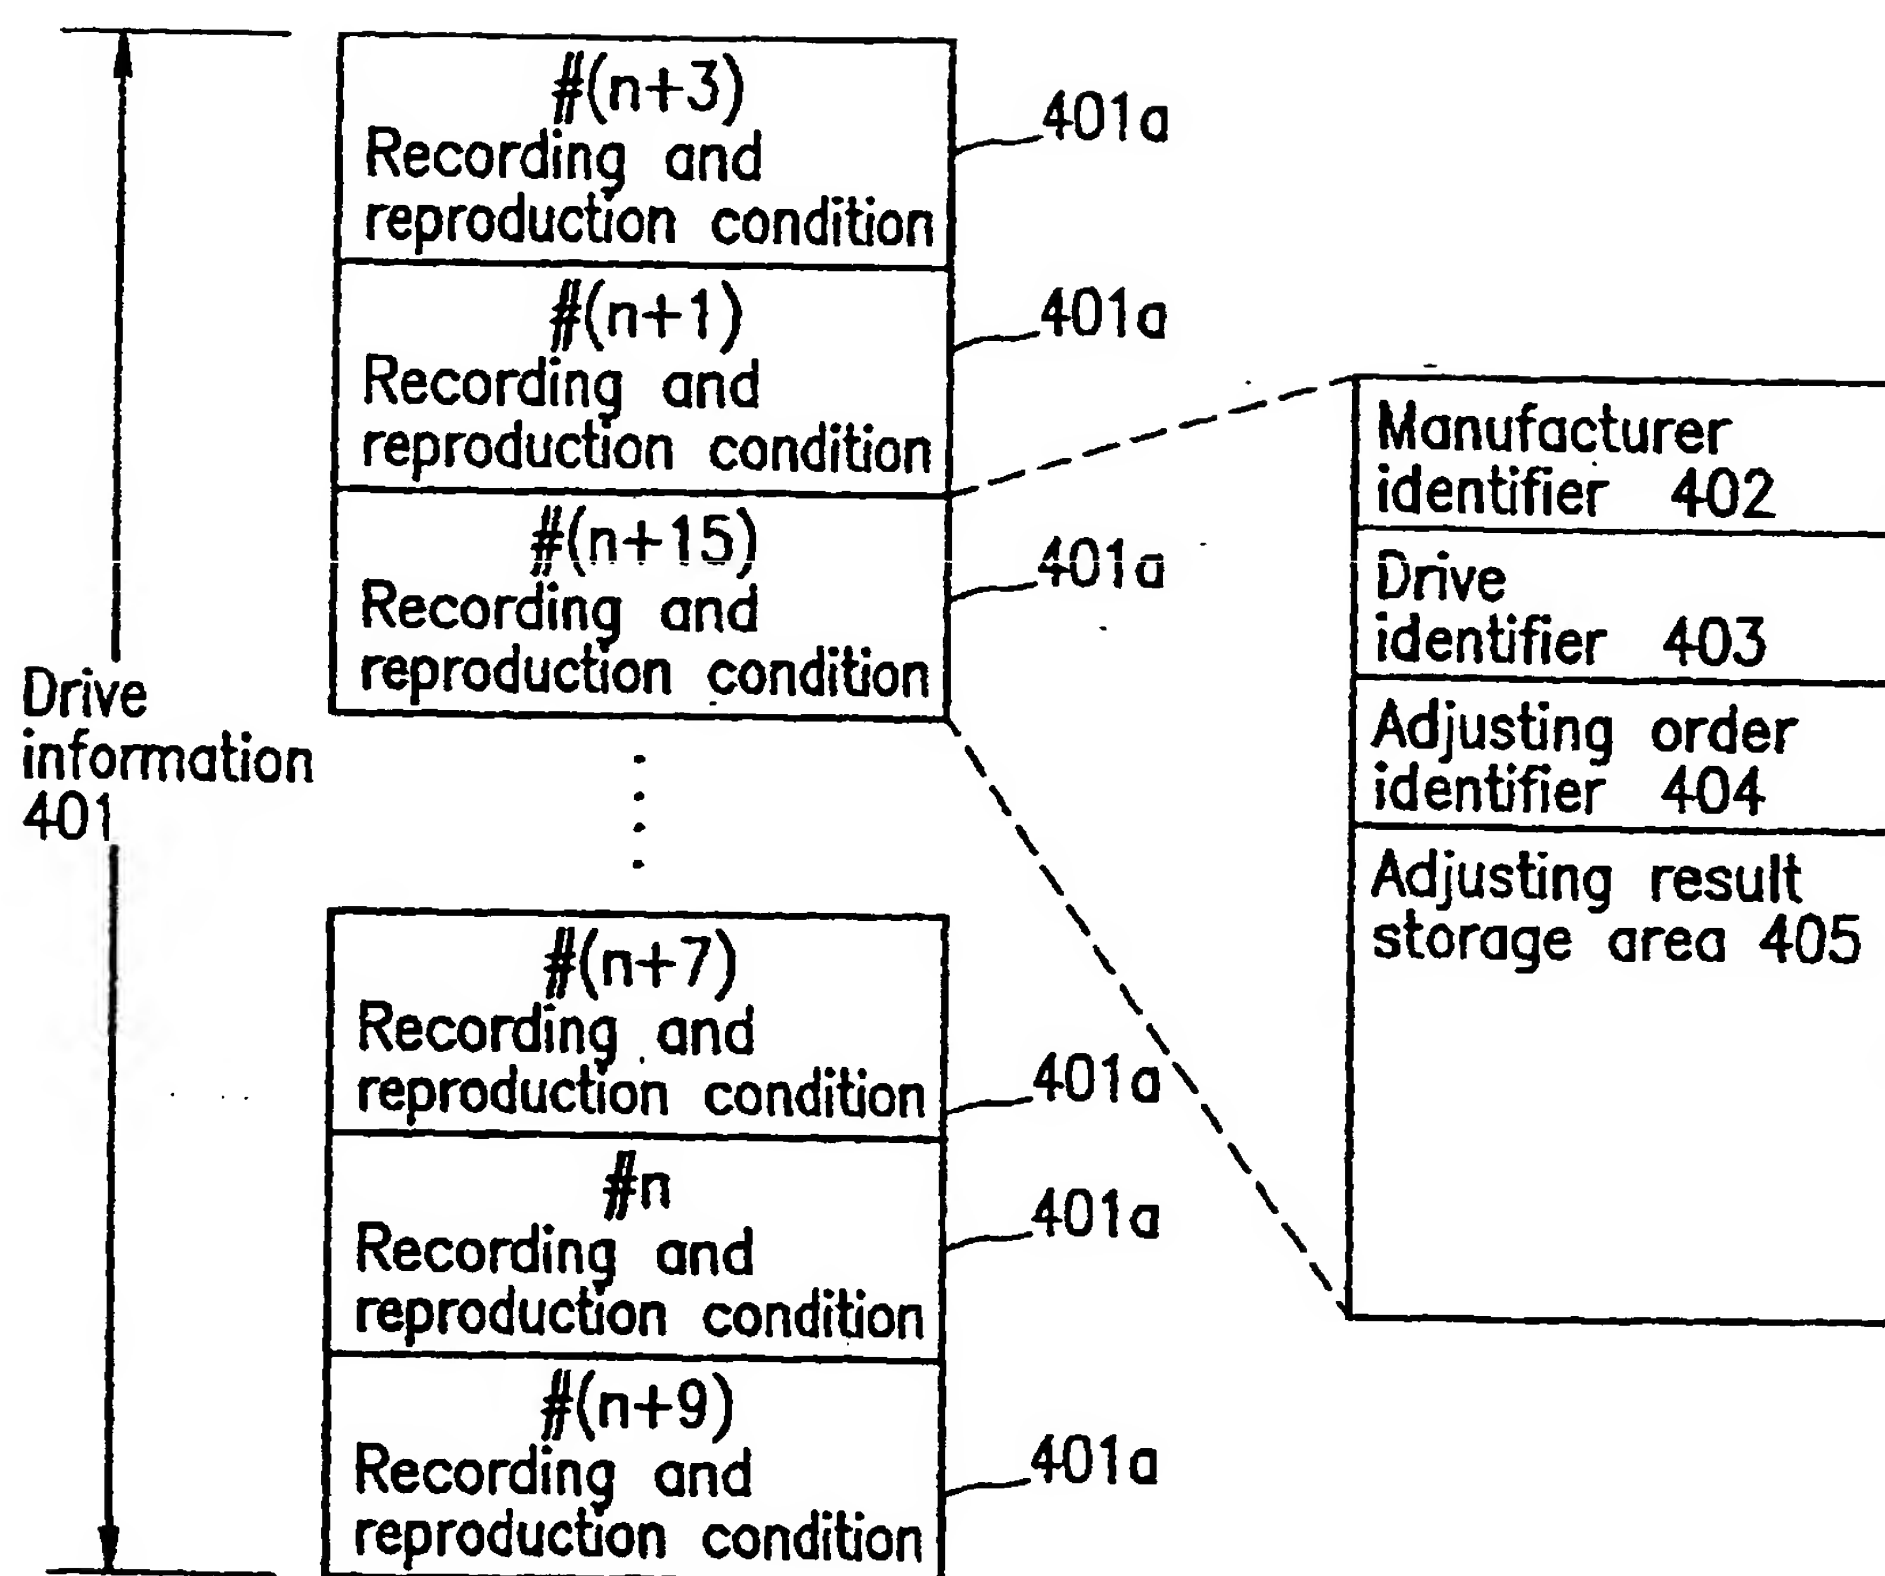 #(n+3)
Recording and
reproduction condition
401a
#(n+1)
Recording and
reproduction condition
401a
#(n+15)
Recording and
reproduction condition
401a
Drive
information
401
#(n+7)
Recording and
reproduction condition
401a
#n
Recording and
reproduction condition
401a
#(n+9)
Recording and
reproduction condition
401a
Manufacturer
identifier 402
Drive
identifier 403
Adjusting order
identifier 404
Adjusting result
storage area 405